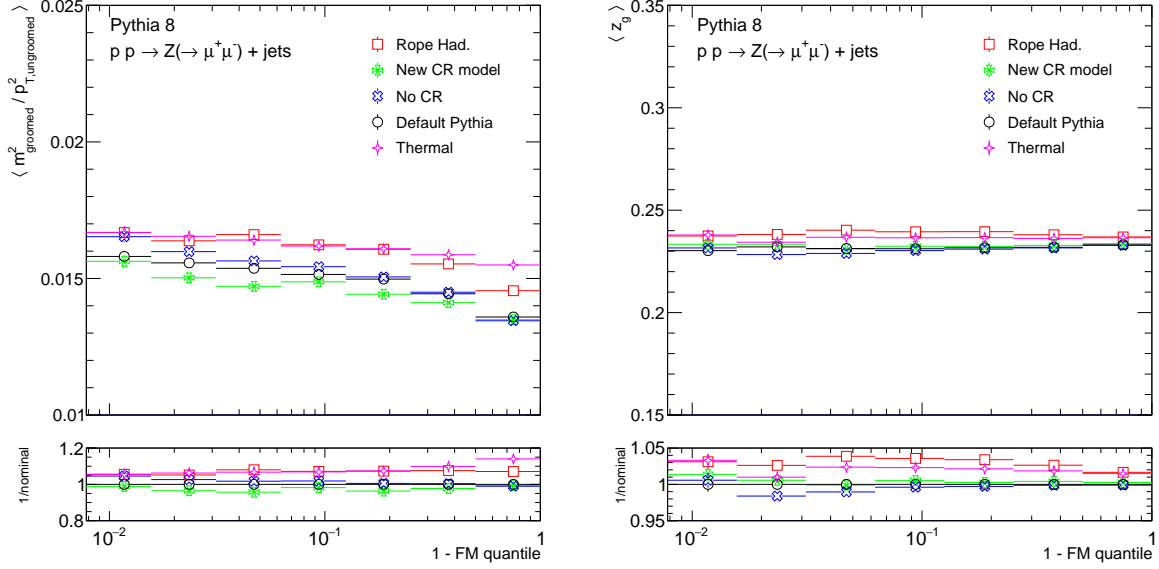 ⟨ m²groomed / p²T,ungroomed ⟩
0.025
Pythia 8
p p → Z(→ μ⁺μ⁻) + jets
Rope Had.
New CR model
No CR
Default Pythia
Thermal
0.02
0.015
0.01
1/nominal
1.2
1
0.8
10⁻² 10⁻¹ 1
1 - FM quantile
⟨ z_g ⟩
0.35
Pythia 8
p p → Z(→ μ⁺μ⁻) + jets
Rope Had.
New CR model
No CR
Default Pythia
Thermal
0.3
0.25
0.2
0.15
1/nominal
1.05
1
0.95
10⁻² 10⁻¹ 1
1 - FM quantile